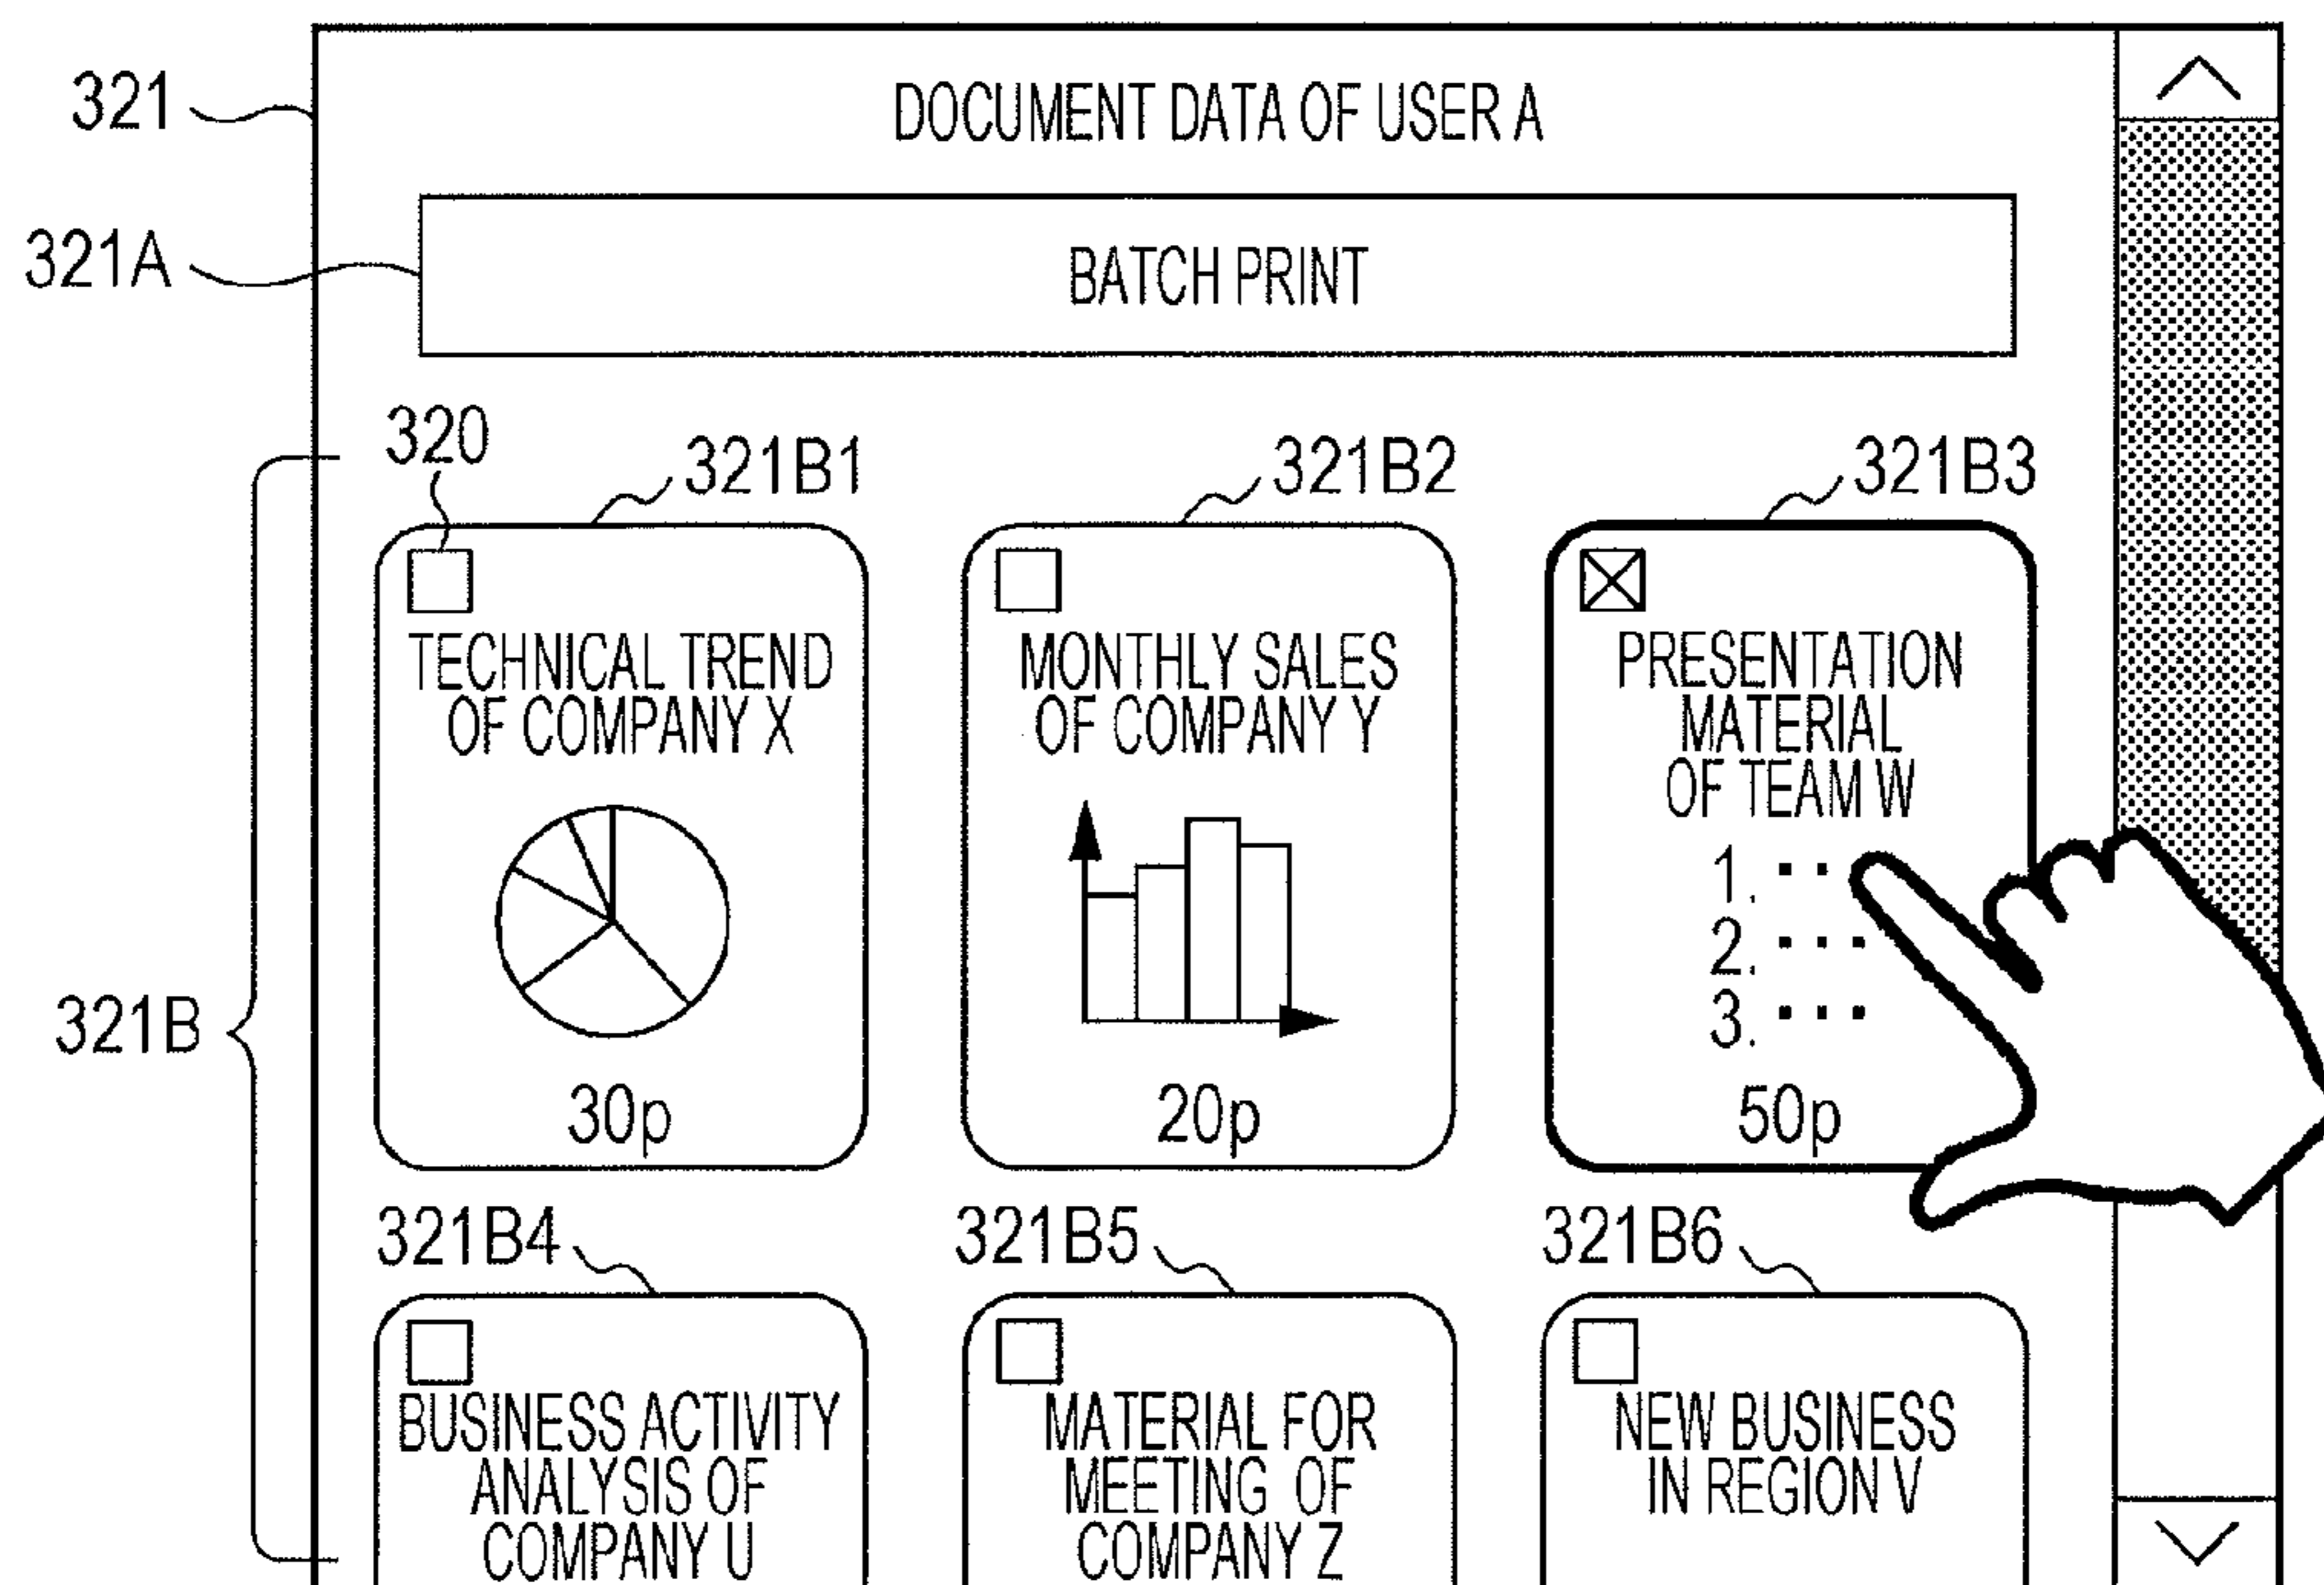 321
DOCUMENT DATA OF USER A
321A
BATCH PRINT
320
321B1
321B2
321B3
TECHNICAL TREND
OF COMPANY X
MONTHLY SALES
OF COMPANY Y
PRESENTATION
MATERIAL
OF TEAM W
1. ··
2. ···
3. ···
321B
30p
20p
50p
321B4
321B5
321B6
BUSINESS ACTIVITY
ANALYSIS OF
COMPANY U
MATERIAL FOR
MEETING OF
COMPANY Z
NEW BUSINESS
IN REGION V